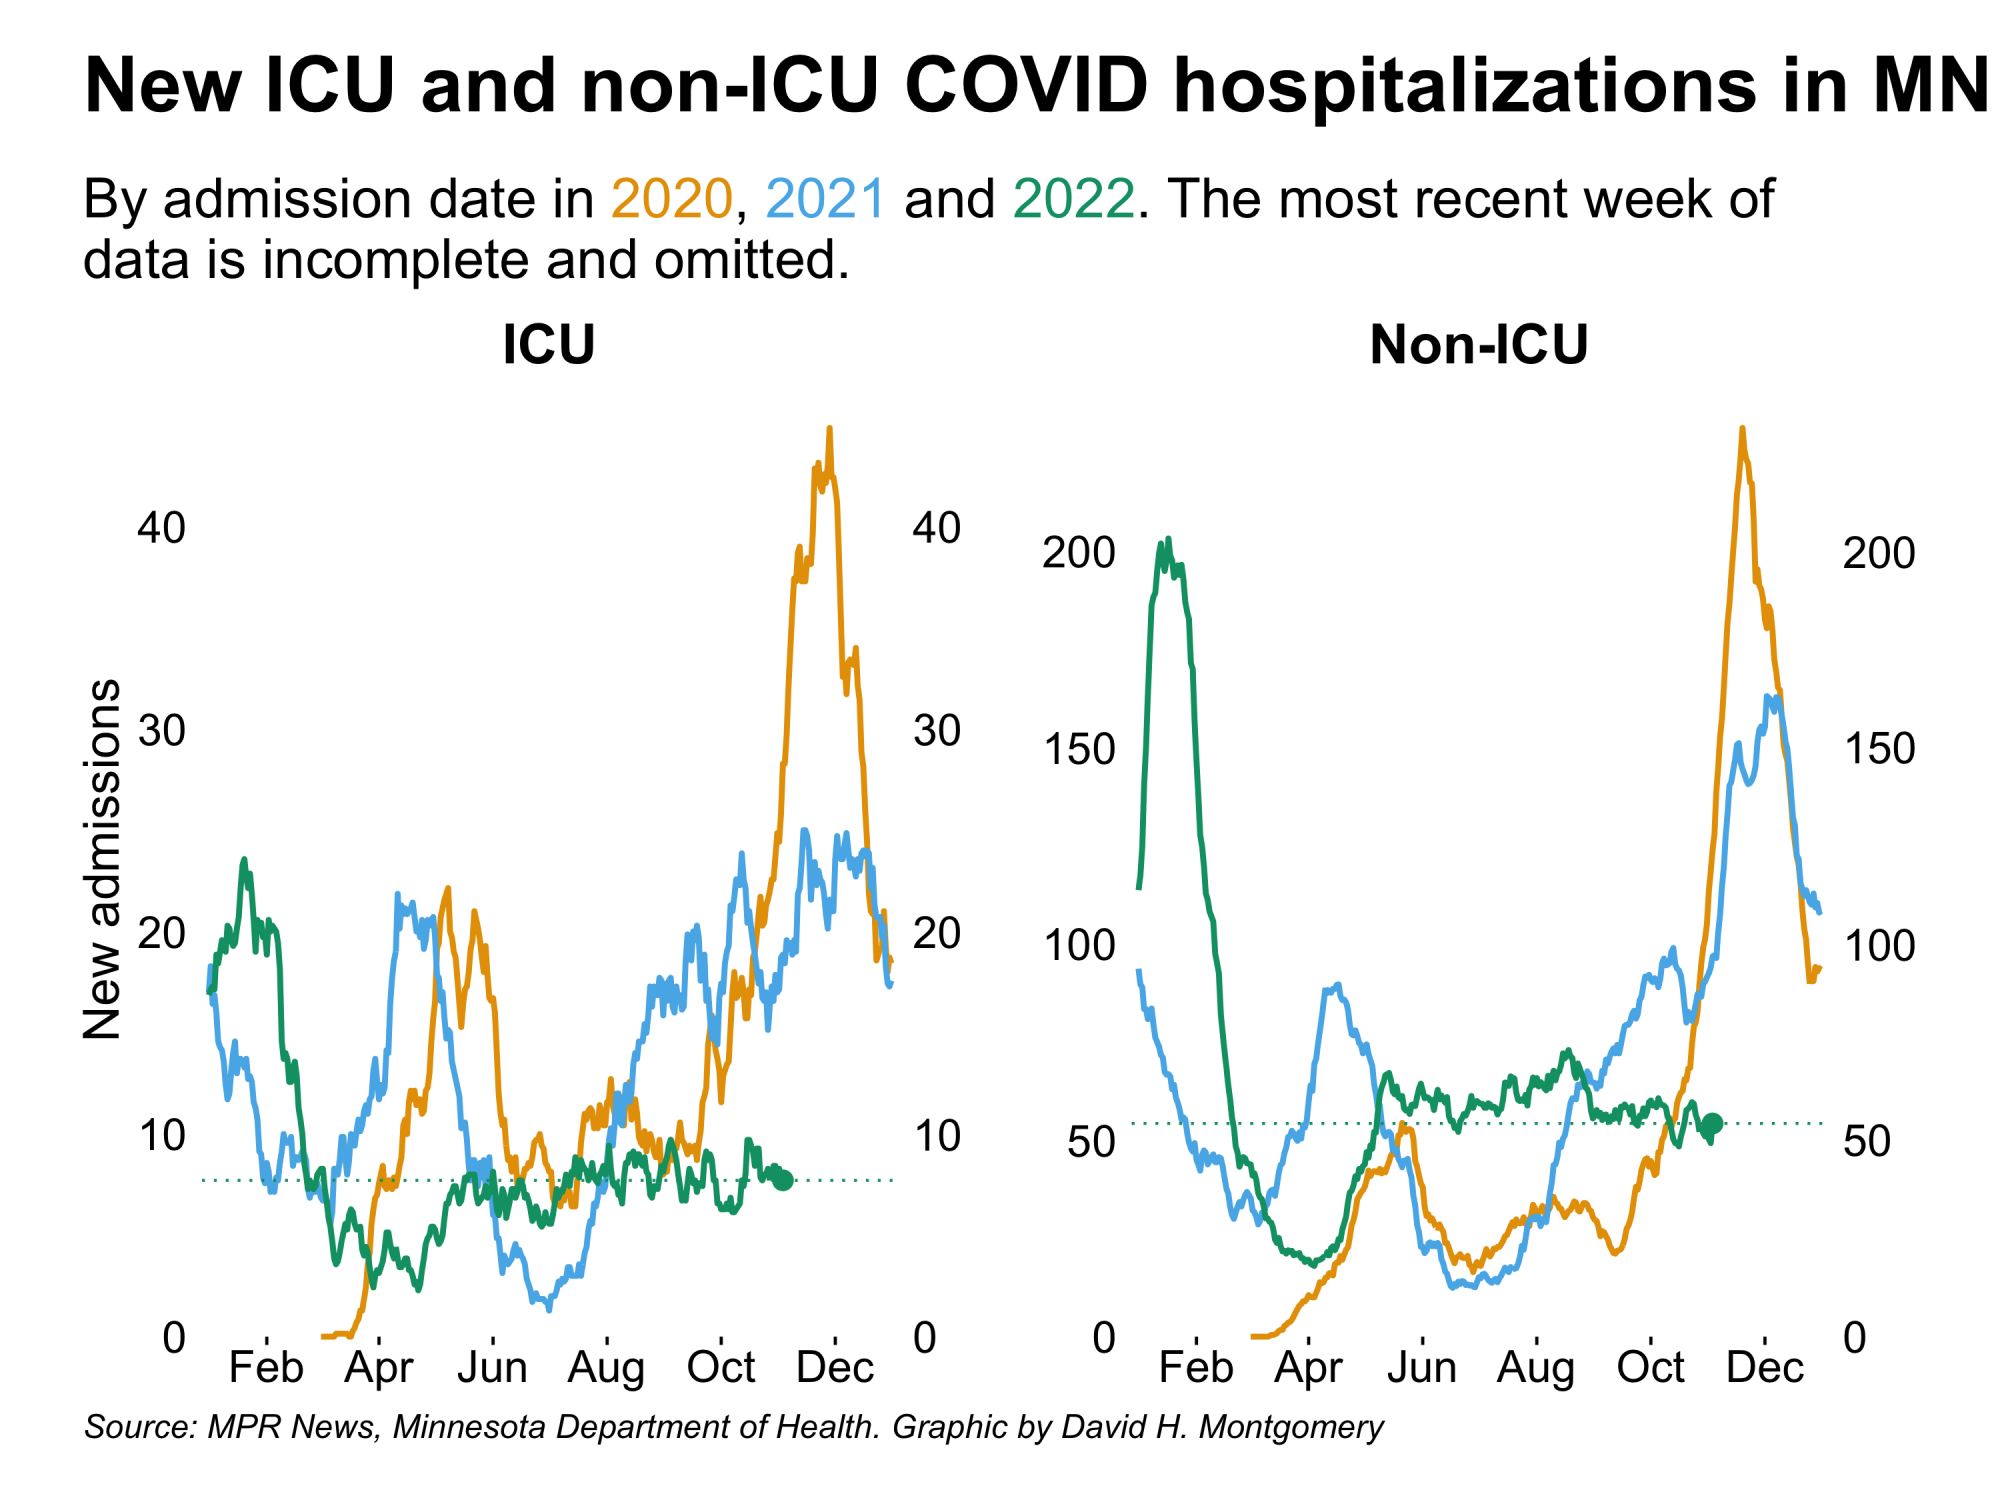 New ICU and non-ICU COVID hospitalizations in MN
By admission date in 2020, 2021 and 2022. The most recent week of
data is incomplete and omitted.
ICU
Non-ICU
New admissions
40
30
20
10
0
40
30
20
10
0
Feb Apr Jun Aug Oct Dec
200
150
100
50
0
200
150
100
50
0
Feb Apr Jun Aug Oct Dec
Source: MPR News, Minnesota Department of Health. Graphic by David H. Montgomery